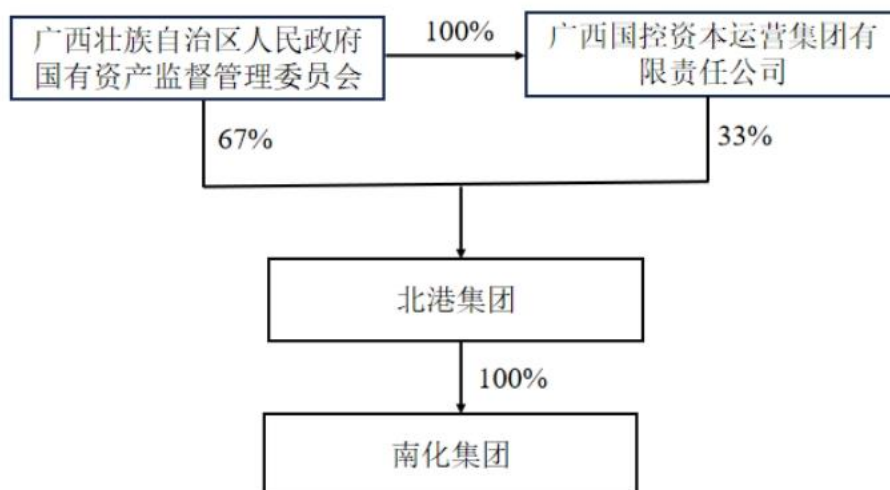 广西壮族自治区人民政府
国有资产监督管理委员会
100%
广西国控资本运营集团有
限责任公司
67%
33%
北港集团
100%
南化集团